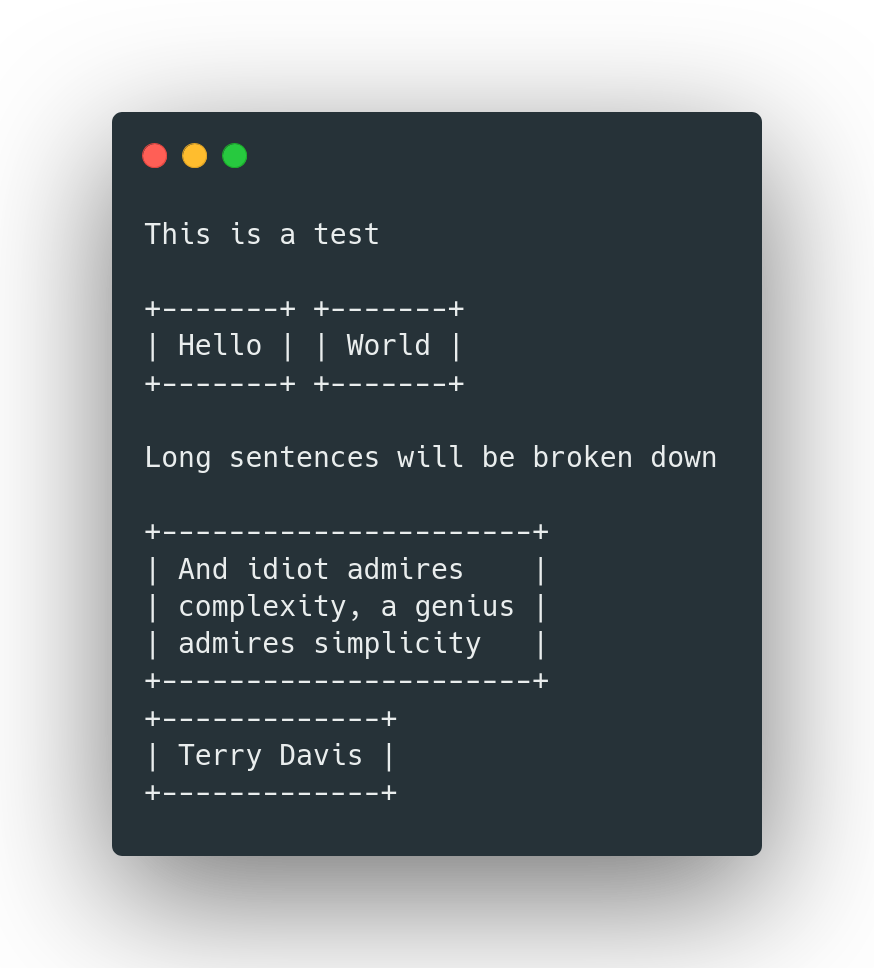 This is a test

+-------+ +-------+
| Hello | | World |
+-------+ +-------+

Long sentences will be broken down

+----------------------+
| And idiot admires    |
| complexity, a genius |
| admires simplicity   |
+----------------------+
+-------------+
| Terry Davis |
+-------------+